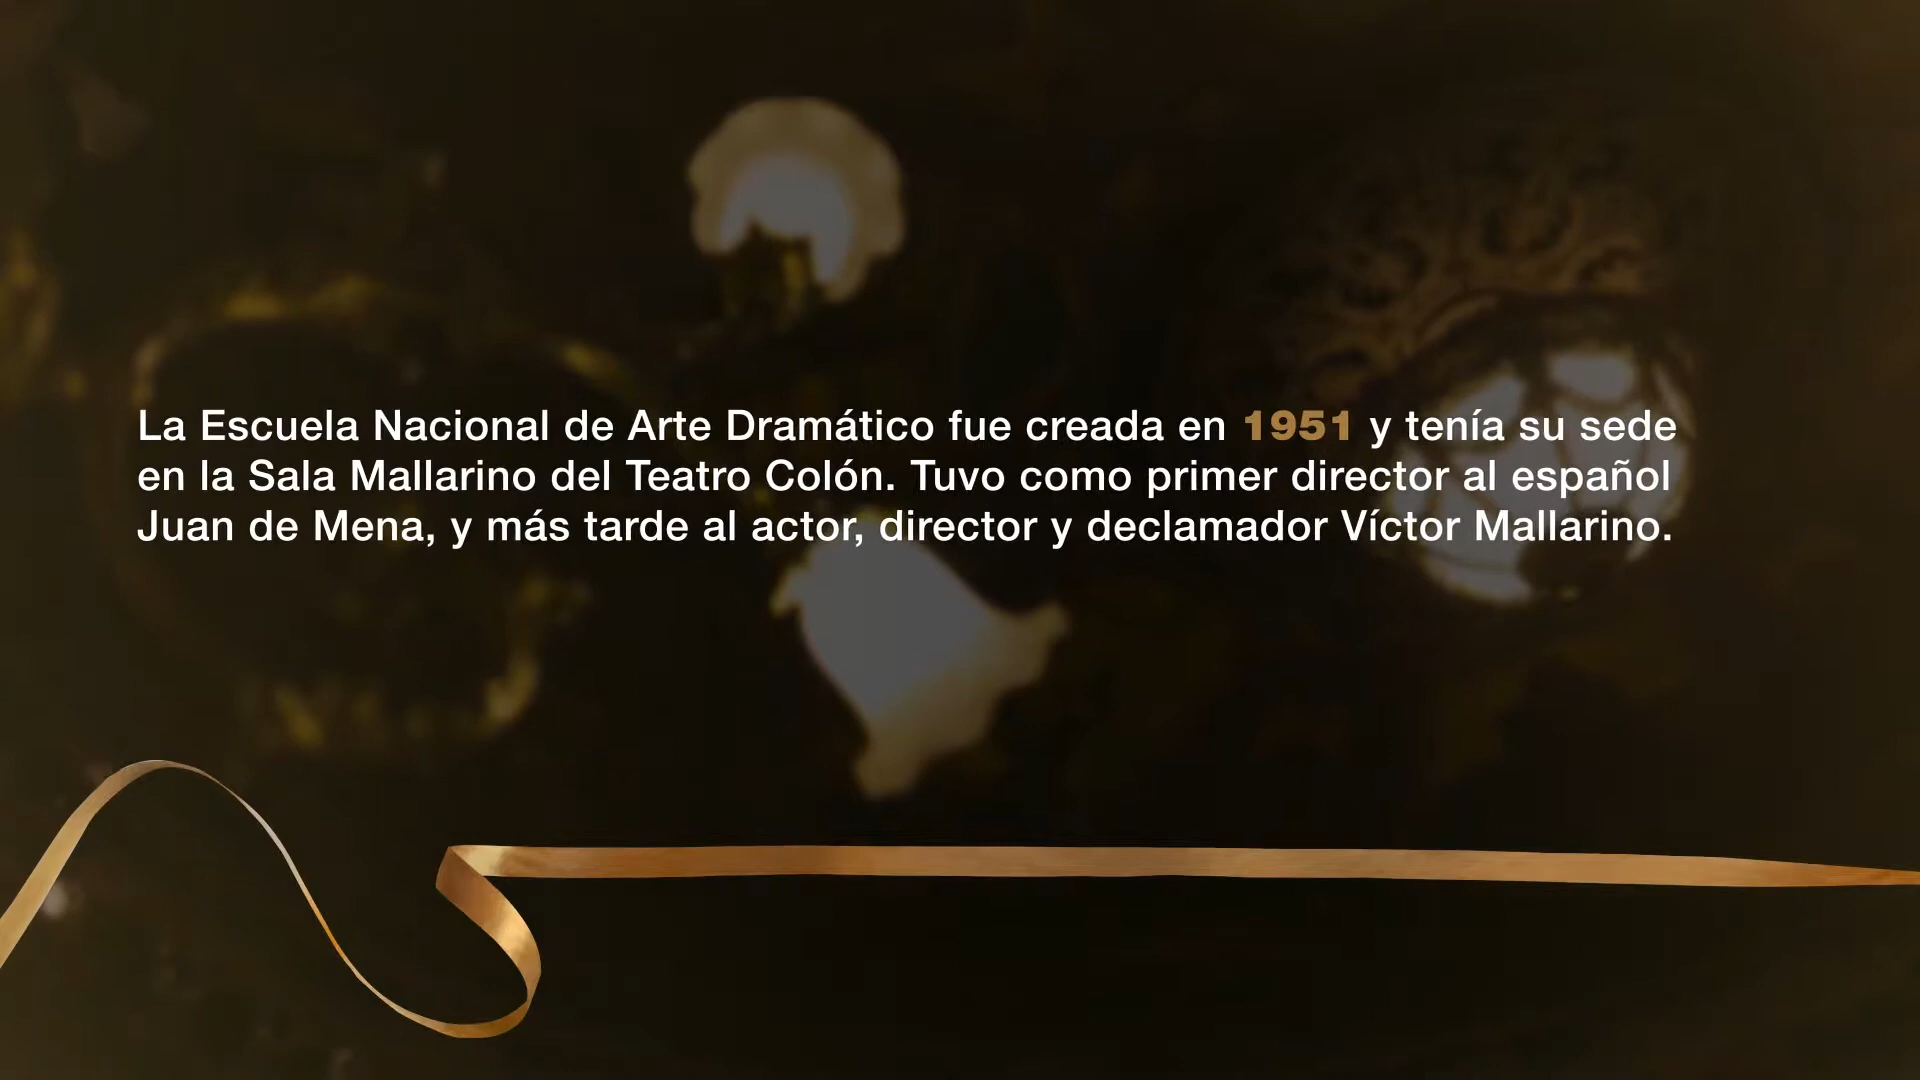 La Escuela Nacional de Arte Dramático fue creada en 1951 y tenía su sede
en la Sala Mallarino del Teatro Colón. Tuvo como primer director al español
Juan de Mena, y más tarde al actor, director y declamador Víctor Mallarino.